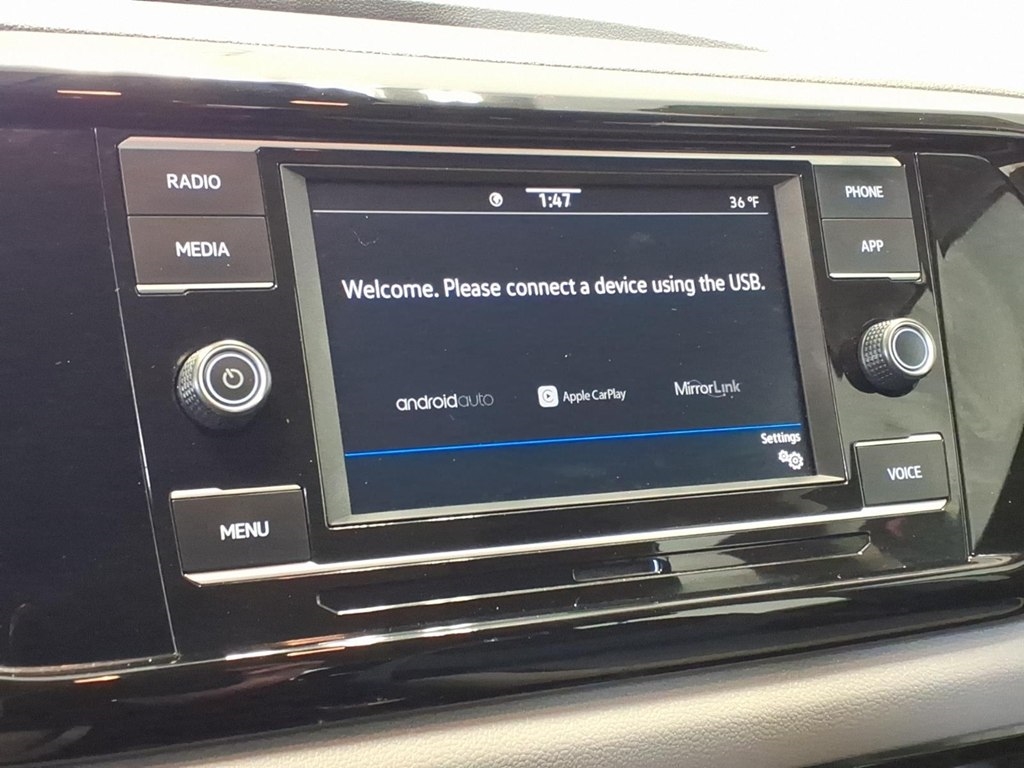 RADIO
MEDIA
1:47
36 °F
PHONE
APP
Welcome. Please connect a device using the USB.
androidauto
Apple CarPlay
MirrorLink
Settings
MENU
VOICE